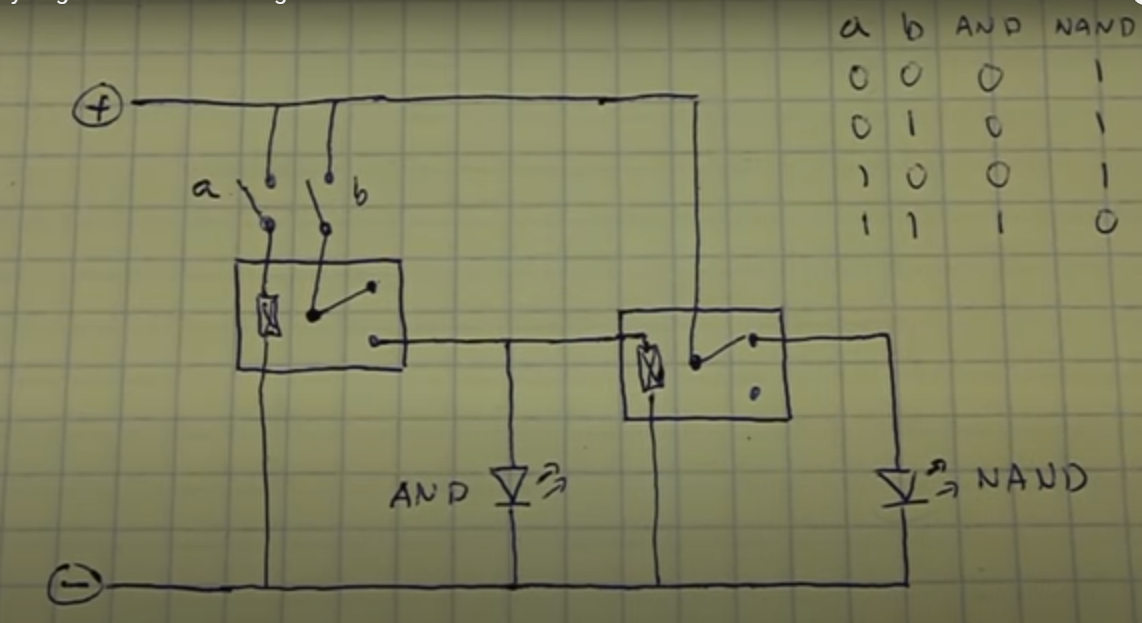 a b AND NAND
0 0 0 1
0 1 0 1
1 0 0 1
1 1 1 0
+
a b
AND
NAND
-